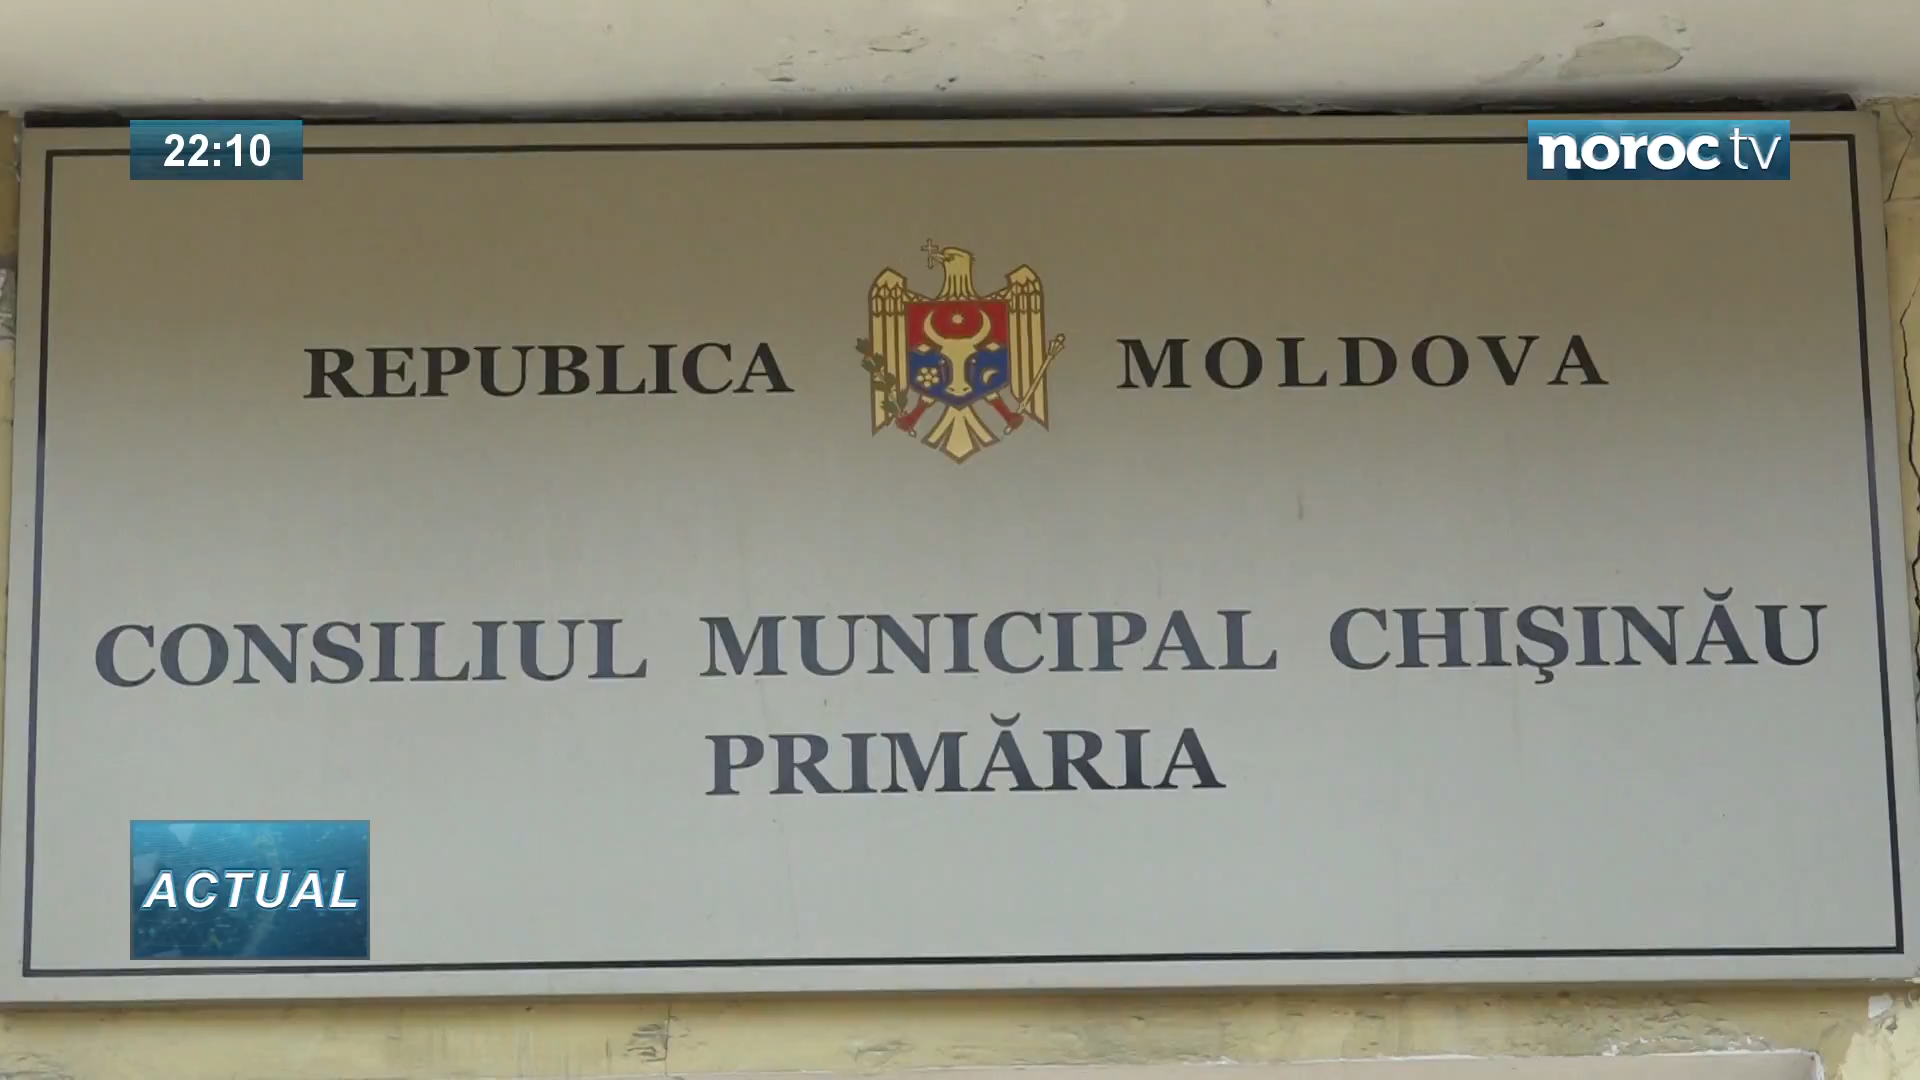 22:10
noroc tv
REPUBLICA MOLDOVA
CONSILIUL MUNICIPAL CHIŞINĂU
PRIMĂRIA
ACTUAL